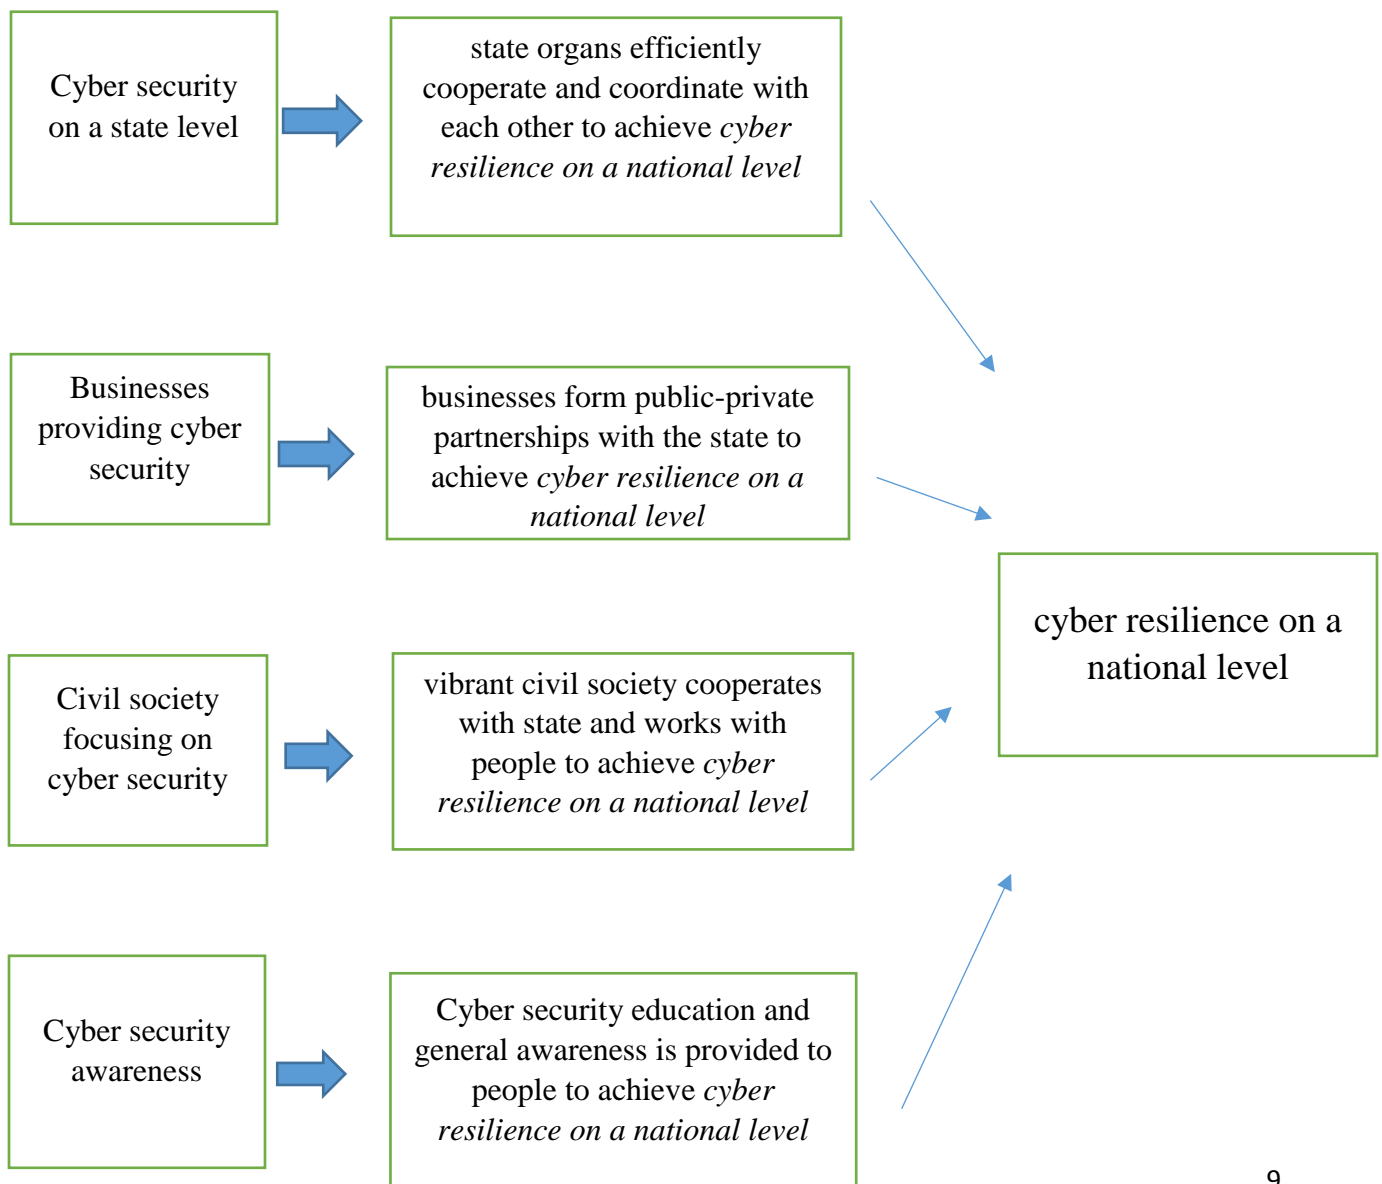 Cyber security
on a state level
state organs efficiently
cooperate and coordinate with
each other to achieve cyber
resilience on a national level
Businesses
providing cyber
security
businesses form public-private
partnerships with the state to
achieve cyber resilience on a
national level
Civil society
focusing on
cyber security
vibrant civil society cooperates
with state and works with
people to achieve cyber
resilience on a national level
cyber resilience on a
national level
Cyber security
awareness
Cyber security education and
general awareness is provided to
people to achieve cyber
resilience on a national level
9